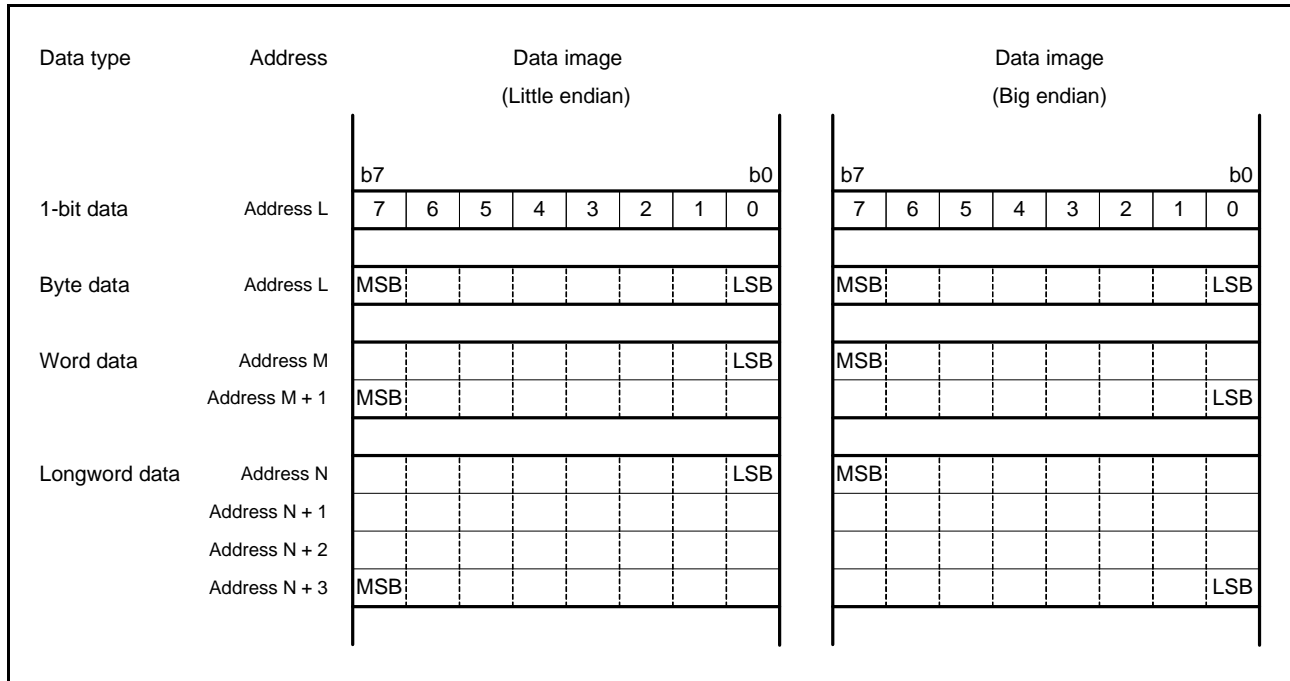 Data type Address Data image Data image
(Little endian) (Big endian)
b7 b0 b7 b0
1-bit data Address L 7 6 5 4 3 2 1 0 7 6 5 4 3 2 1 0
Byte data Address L MSB LSB MSB LSB
Word data Address M LSB MSB
Address M + 1 MSB LSB
Longword data Address N LSB MSB
Address N + 1
Address N + 2
Address N + 3 MSB LSB